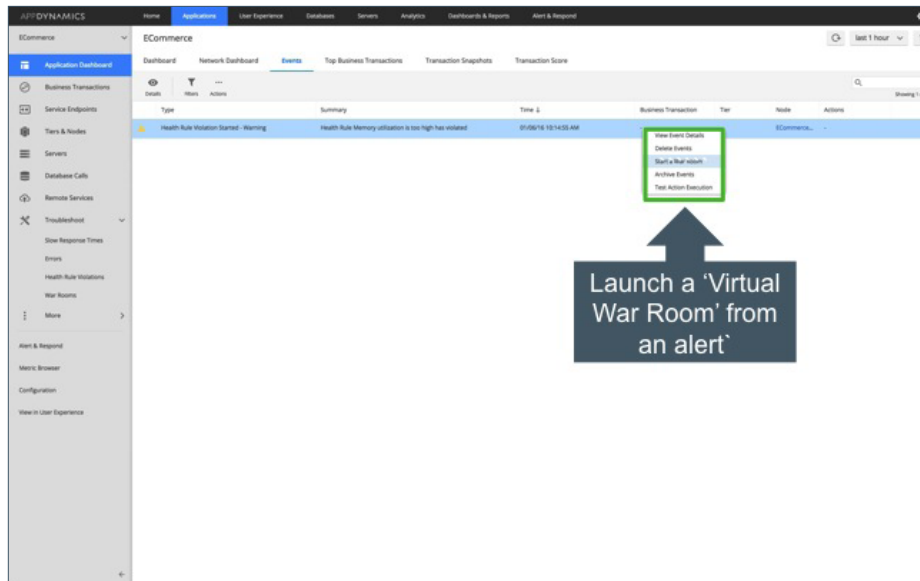 APPDYNAMICS
Home
Applications
User Experience
Databases
Servers
Analytics
Dashboards & Reports
Alert & Respond
ECommerce
ECommerce
last 1 hour
Application Dashboard
Dashboard
Network Dashboard
Events
Top Business Transactions
Transaction Snapshots
Transaction Score
Business Transactions
Details
Filters
Actions
Showing 1
Service Endpoints
Type
Summary
Time
Business Transaction
Tier
Node
Actions
Tiers & Nodes
Health Rule Violation Started - Warning
Health Rule Memory utilization is too high has violated
01/06/16 10:14:55 AM
ECommerce...
-
View Event Details
Delete Events
Start a War Room
Archive Events
Test Action Execution
Servers
Database Calls
Remote Services
Troubleshoot
Slow Response Times
Errors
Health Rule Violations
War Rooms
More
Alert & Respond
Metric Browser
Configuration
View in User Experience
Launch a ‘Virtual
War Room’ from
an alert`